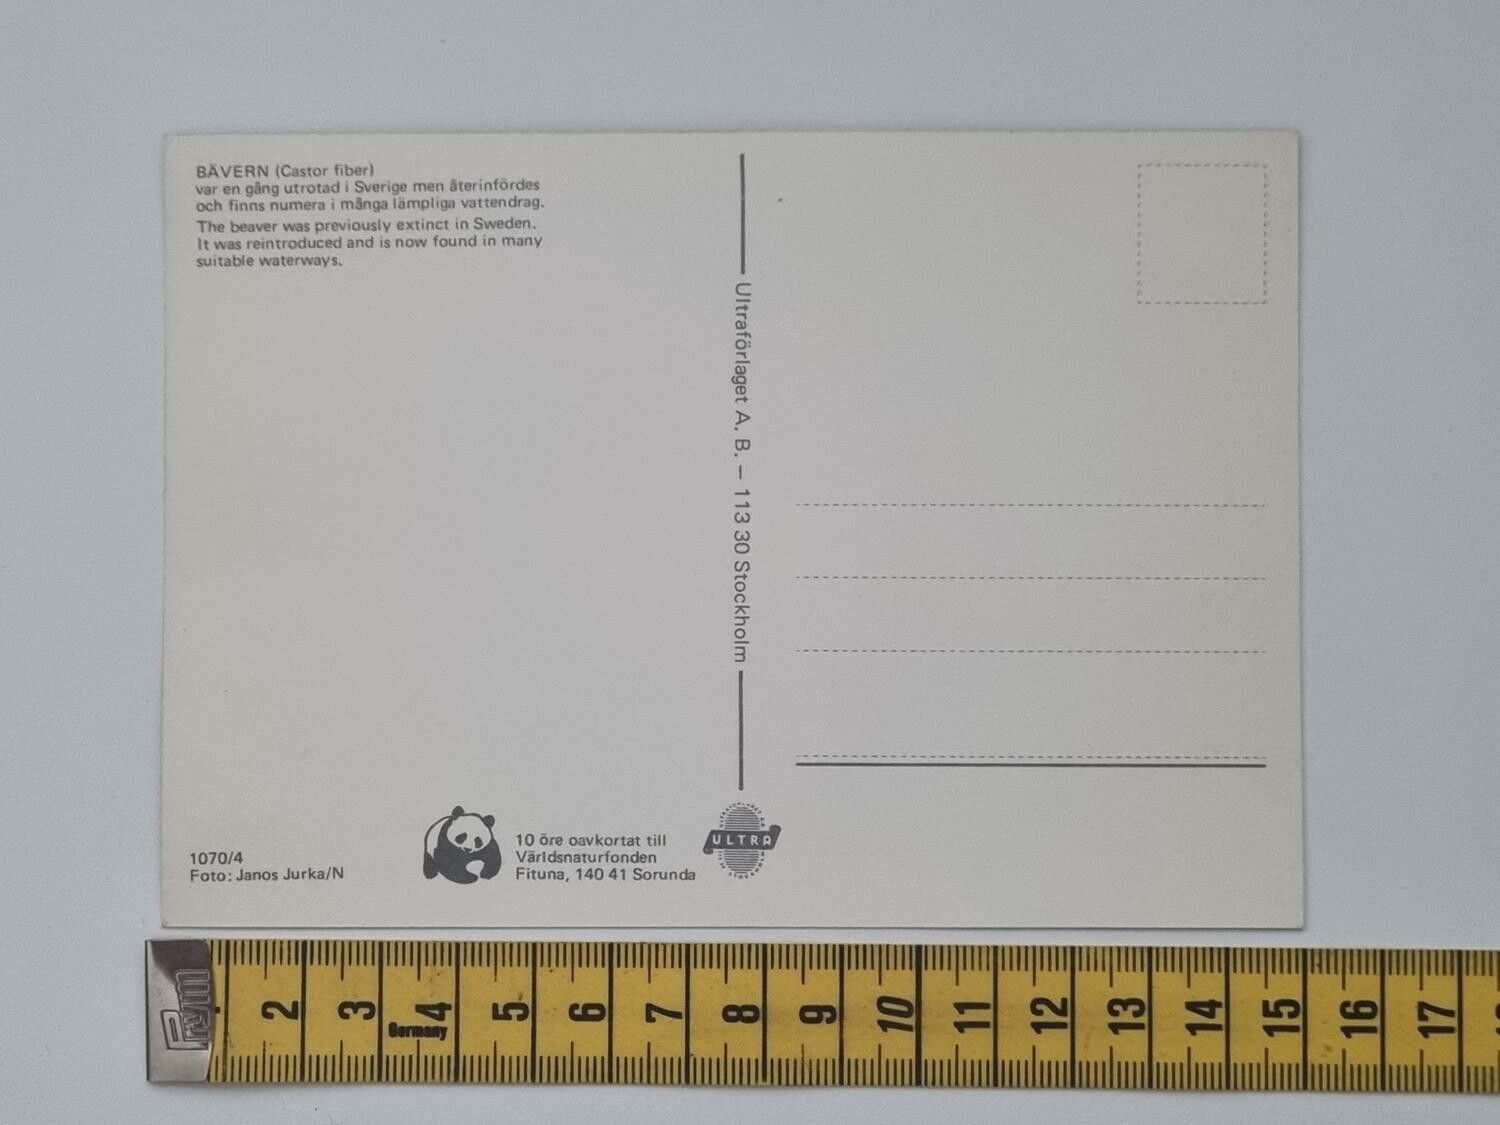 BÄVERN (Castor fiber)
var en gång utrotad i Sverige men återinfördes
och finns numera i många lämpliga vattendrag.
The beaver was previously extinct in Sweden.
It was reintroduced and is now found in many
suitable waterways.
Ultraförlaget A. B. – 113 30 Stockholm
1070/4
Foto: Janos Jurka/N
10 öre oavkortat till
Världsnaturfonden
Fituna, 140 41 Sorunda
ULTRA
Prym
2 3 4 5 6 7 8 9 10 11 12 13 14 15 16 17
Germany